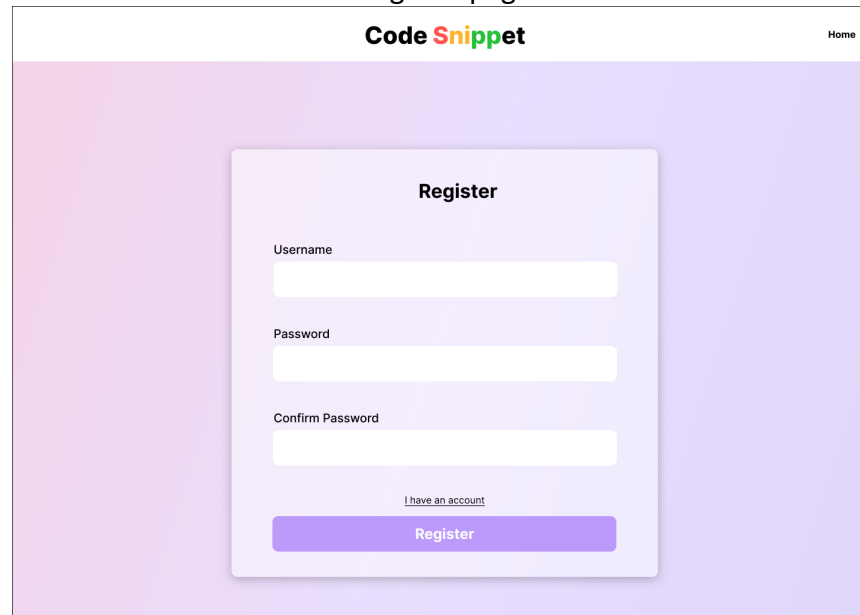 Code Snippet
Home
Register
Username
Password
Confirm Password
I have an account
Register